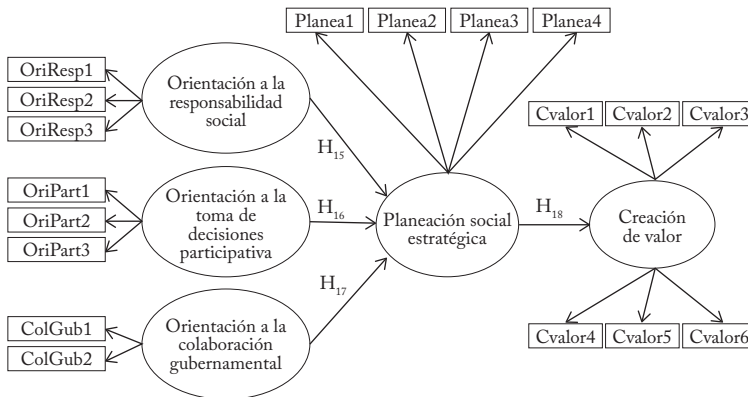 Planea1 Planea2 Planea3 Planea4
OriResp1
OriResp2
OriResp3
Orientación a la
responsabilidad
social
H15
Cvalor1 Cvalor2 Cvalor3
OriPart1
OriPart2
OriPart3
Orientación a la
toma de
decisiones
participativa
H16
Planeación social
estratégica
H18
Creación
de valor
ColGub1
ColGub2
Orientación a la
colaboración
gubernamental
H17
Cvalor4 Cvalor5 Cvalor6